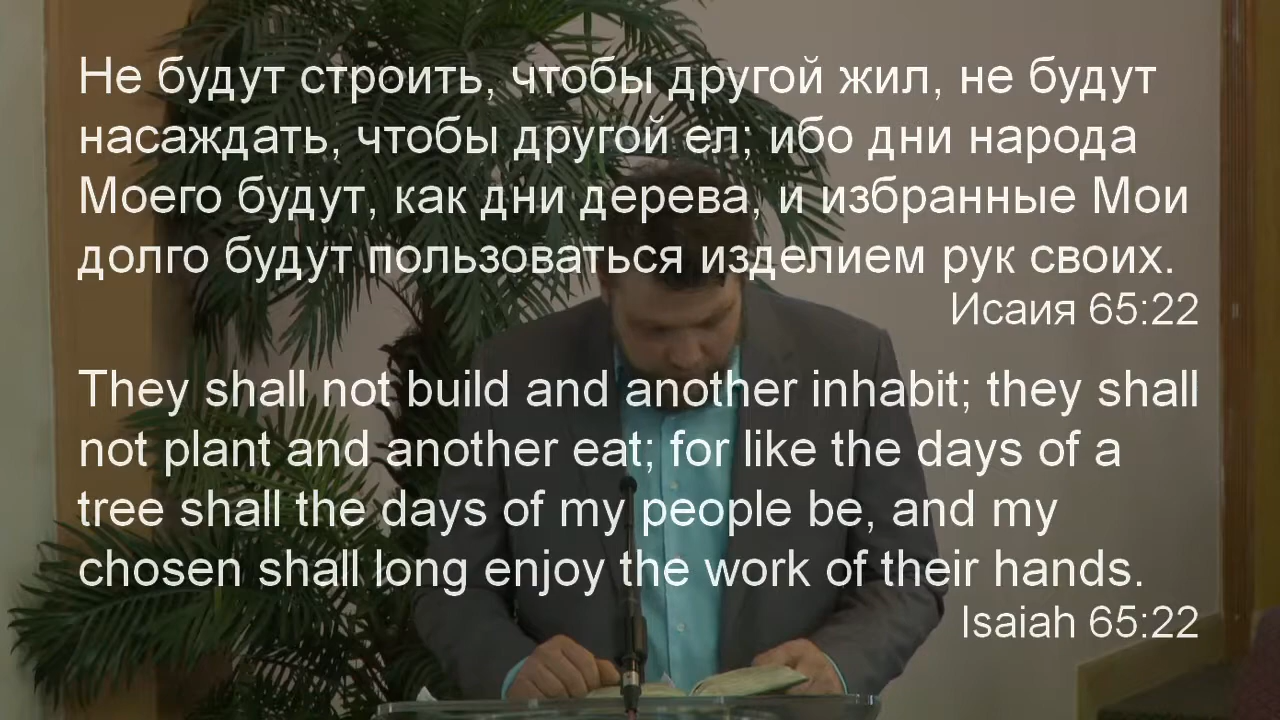 Не будут строить, чтобы другой жил, не будут
насаждать, чтобы другой ел; ибо дни народа
Моего будут, как дни дерева, и избранные Мои
долго будут пользоваться изделием рук своих.
Исаия 65:22
They shall not build and another inhabit; they shall
not plant and another eat; for like the days of a
tree shall the days of my people be, and my
chosen shall long enjoy the work of their hands.
Isaiah 65:22